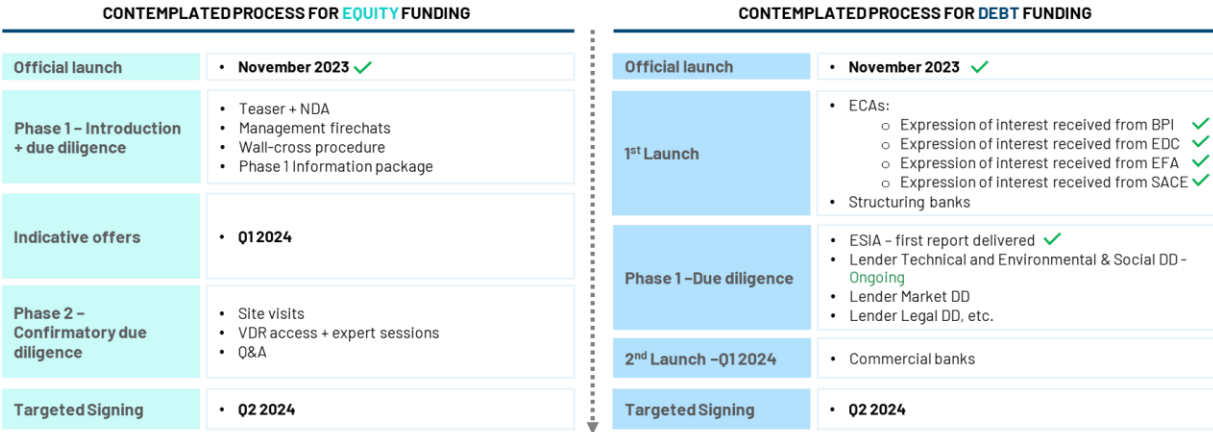 CONTEMPLATED PROCESS FOR EQUITY FUNDING
Official launch
• November 2023 ✓
Phase 1 – Introduction
+ due diligence
• Teaser + NDA
• Management firechats
• Wall-cross procedure
• Phase 1 Information package
Indicative offers
• Q1 2024
Phase 2 –
Confirmatory due
diligence
• Site visits
• VDR access + expert sessions
• Q&A
Targeted Signing
• Q2 2024
CONTEMPLATED PROCESS FOR DEBT FUNDING
Official launch
• November 2023 ✓
1st Launch
• ECAs:
o Expression of interest received from BPI ✓
o Expression of interest received from EDC ✓
o Expression of interest received from EFA ✓
o Expression of interest received from SACE ✓
• Structuring banks
Phase 1 –Due diligence
• ESIA – first report delivered ✓
• Lender Technical and Environmental & Social DD -
Ongoing
• Lender Market DD
• Lender Legal DD, etc.
2nd Launch –Q1 2024
• Commercial banks
Targeted Signing
• Q2 2024